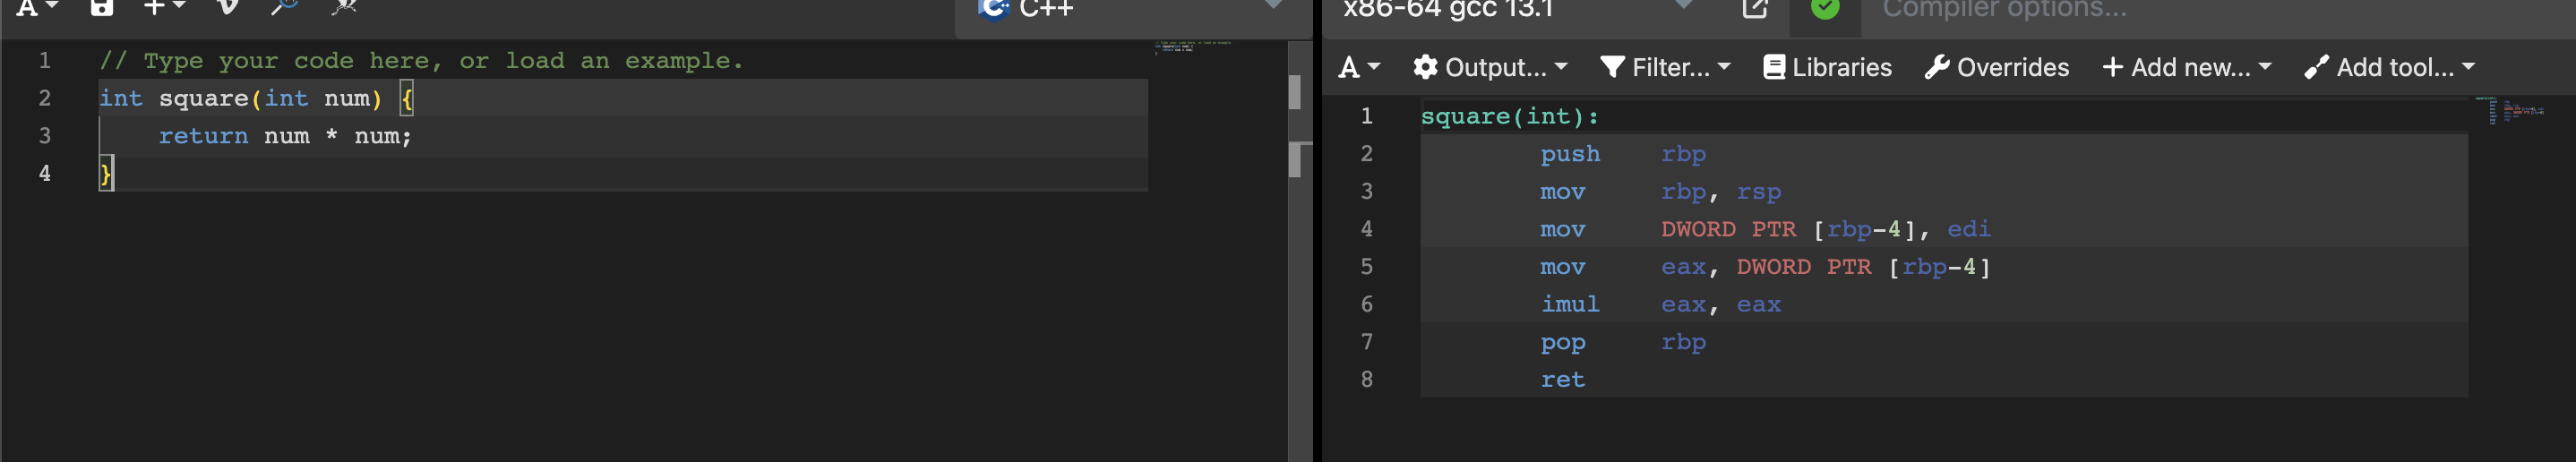 A
C++
1 // Type your code here, or load an example.
2 int square(int num) {
3     return num * num;
4 }
x86-64 gcc 13.1
Compiler options...
A Output... Filter... Libraries Overrides + Add new... Add tool...
1 square(int):
2         push    rbp
3         mov     rbp, rsp
4         mov     DWORD PTR [rbp-4], edi
5         mov     eax, DWORD PTR [rbp-4]
6         imul    eax, eax
7         pop     rbp
8         ret